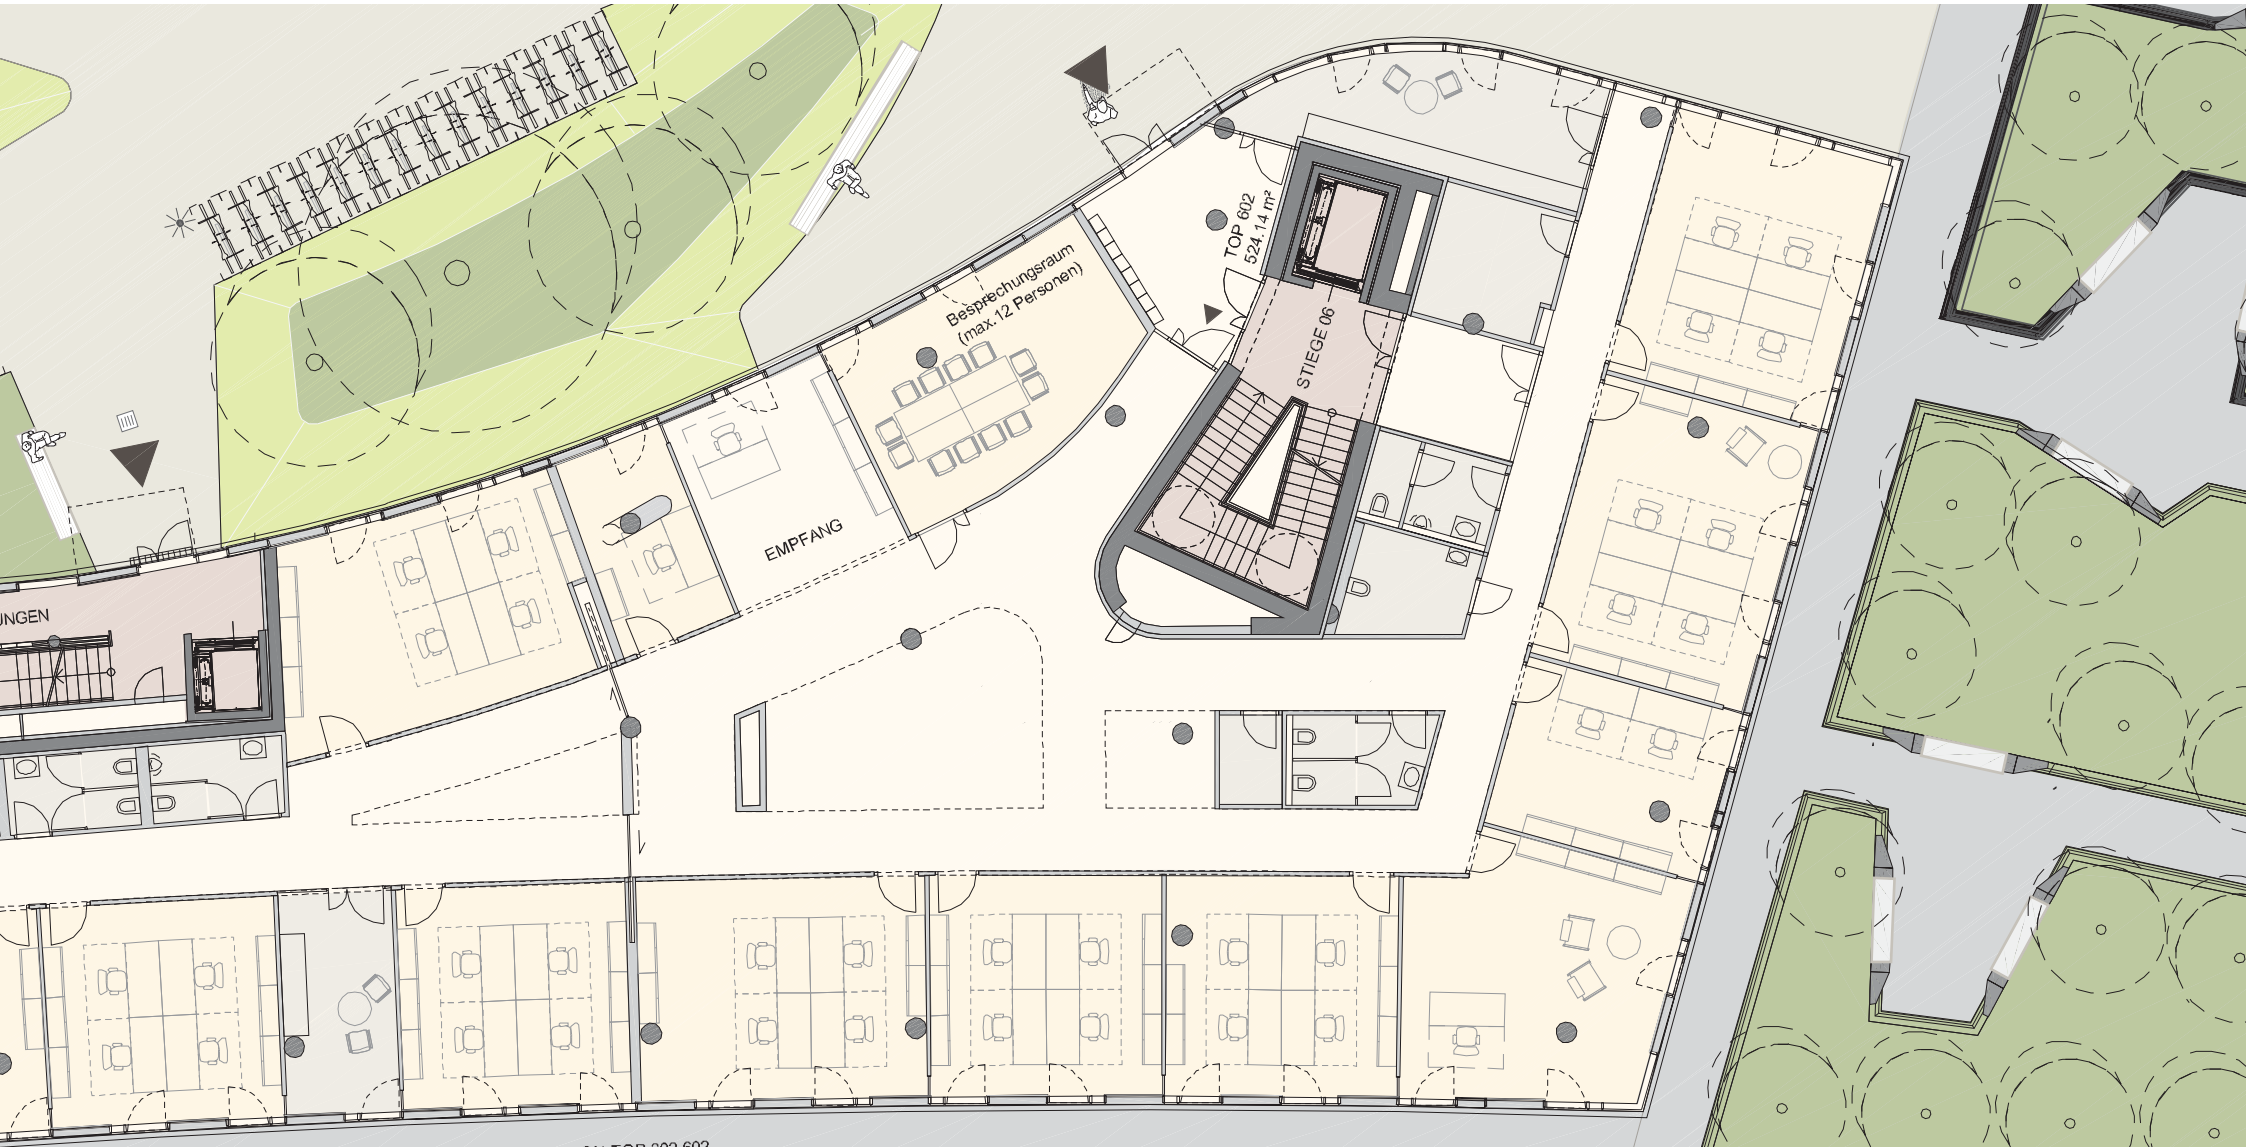 TOP 602
524.14 m²
Besprechungsraum
(max. 12 Personen)
STIEGE 06
EMPFANG
UNGEN